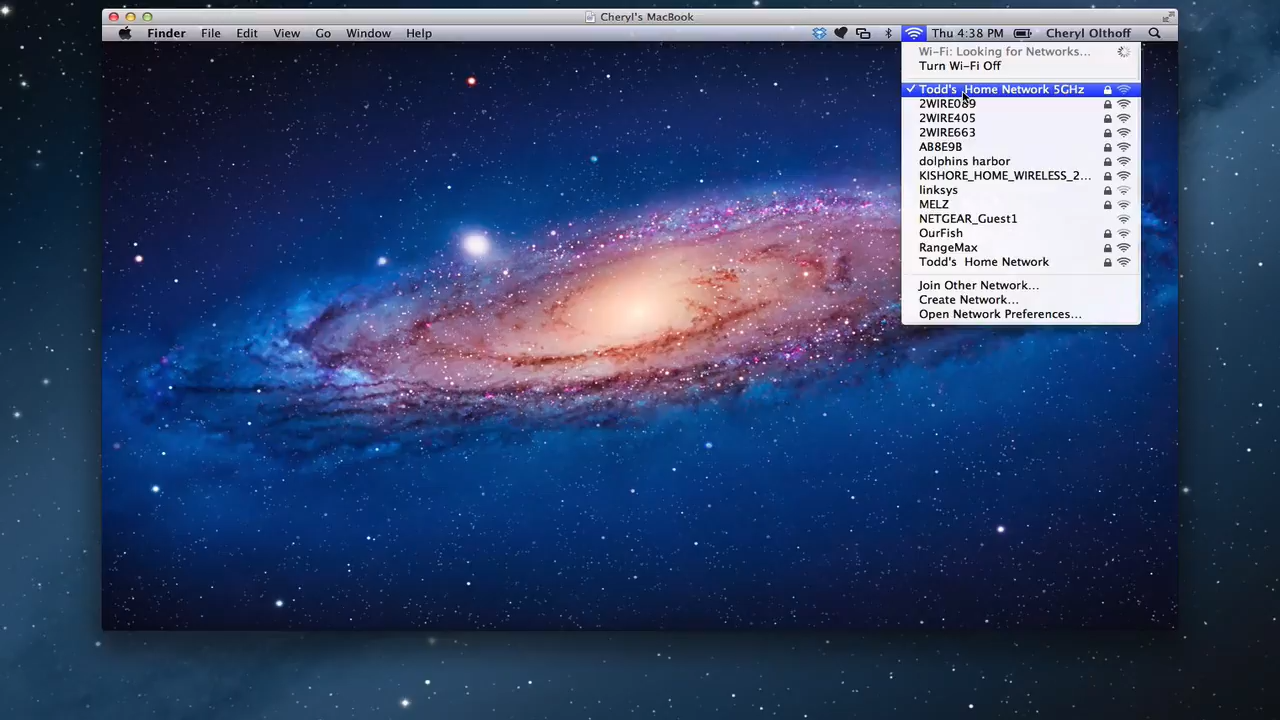 Cheryl's MacBook
Finder File Edit View Go Window Help Thu 4:38 PM Cheryl Olthoff
Wi-Fi: Looking for Networks...
Turn Wi-Fi Off
✓ Todd's  Home Network 5GHz
2WIRE089
2WIRE405
2WIRE663
AB8E9B
dolphins harbor
KISHORE_HOME_WIRELESS_2...
linksys
MELZ
NETGEAR_Guest1
OurFish
RangeMax
Todd's  Home Network
Join Other Network...
Create Network...
Open Network Preferences...